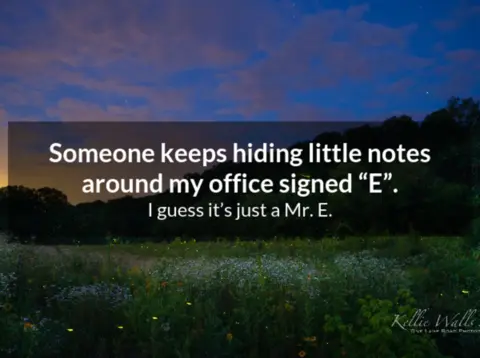 Someone keeps hiding little notes
around my office signed “E”.
I guess it’s just a Mr. E.
Kellie Walls